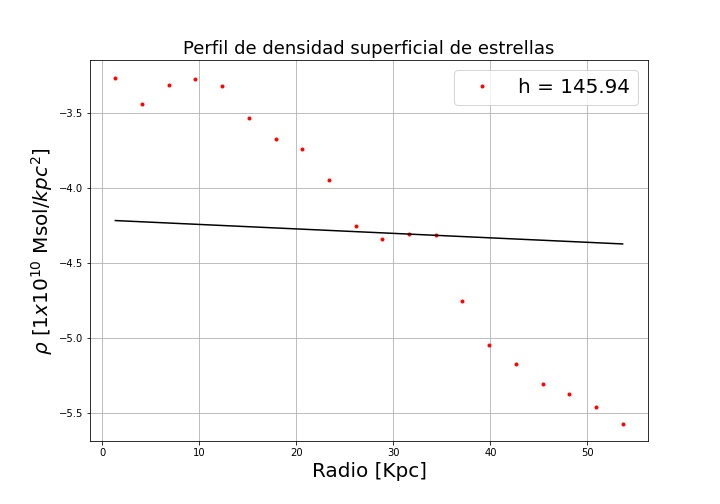 Perfil de densidad superficial de estrellas
h = 145.94
−3.5
−4.0
−4.5
−5.0
−5.5
ρ [1x10¹⁰ Msol/kpc²]
0 10 20 30 40 50
Radio [Kpc]